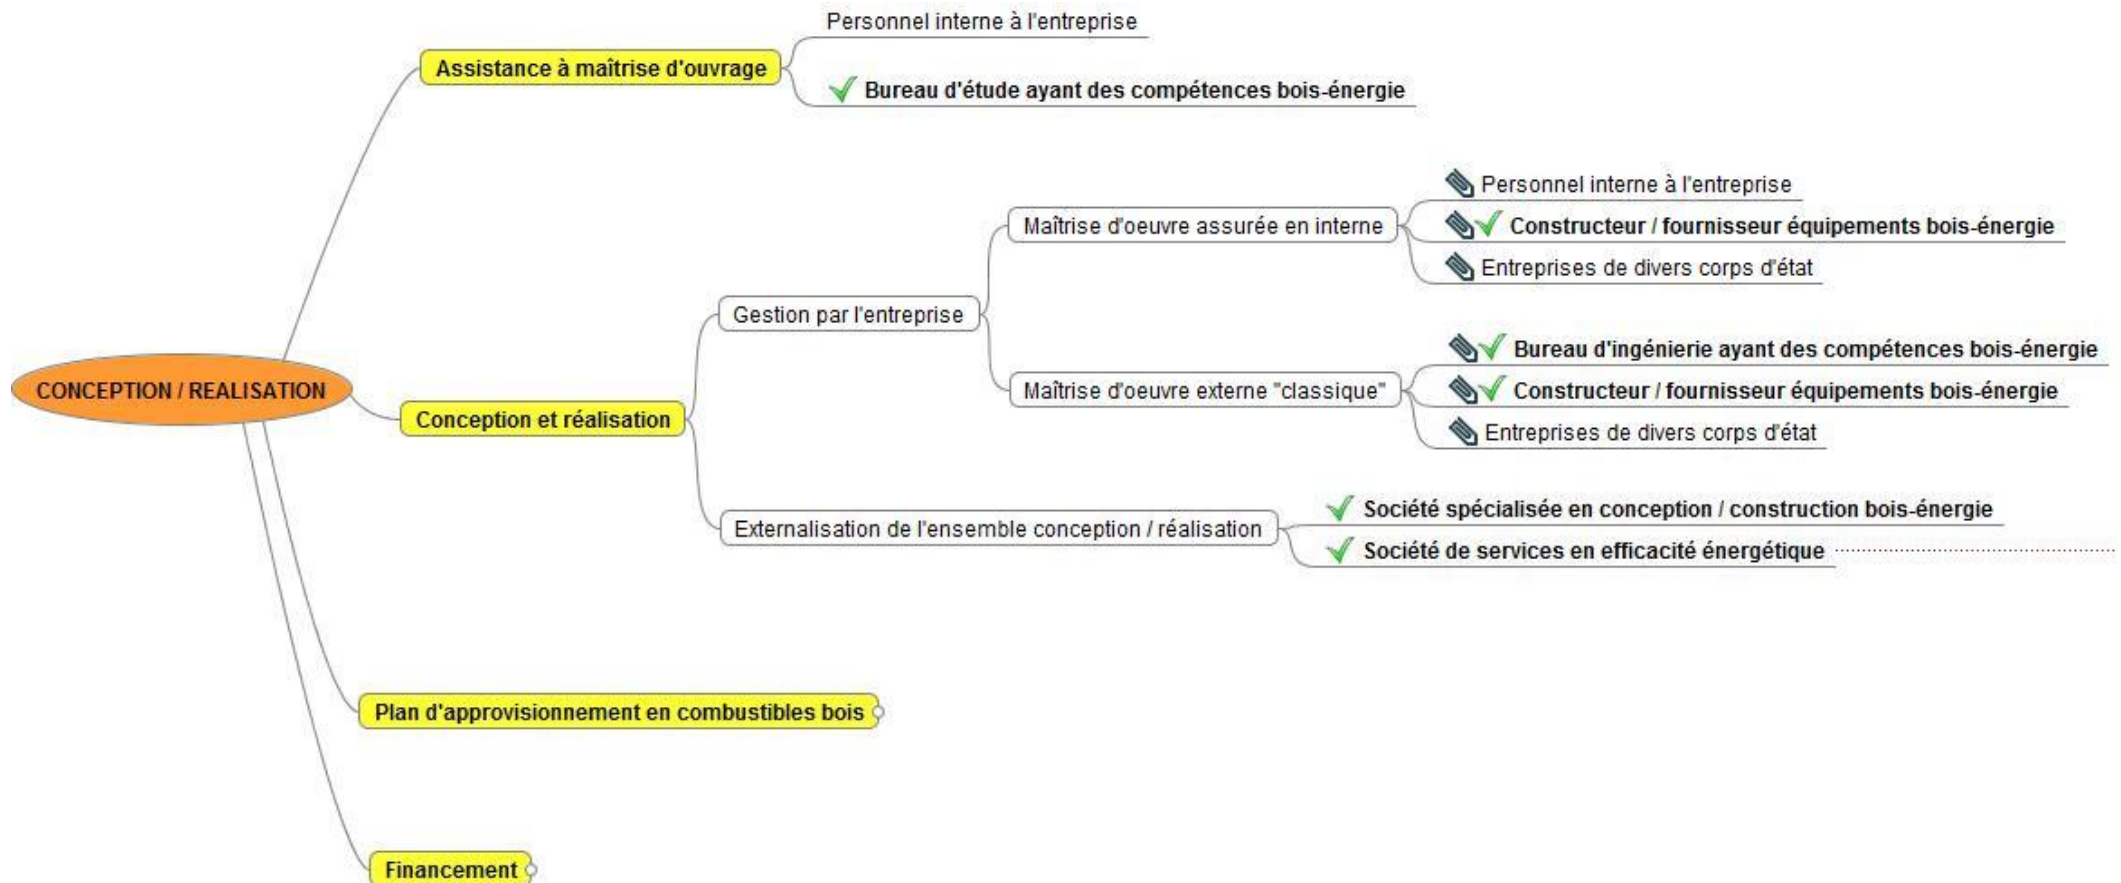 Personnel interne à l'entreprise
Assistance à maîtrise d'ouvrage
Bureau d'étude ayant des compétences bois-énergie
Personnel interne à l'entreprise
Maîtrise d'oeuvre assurée en interne
Constructeur / fournisseur équipements bois-énergie
Entreprises de divers corps d'état
Gestion par l'entreprise
Bureau d'ingénierie ayant des compétences bois-énergie
CONCEPTION / REALISATION
Maîtrise d'oeuvre externe "classique"
Constructeur / fournisseur équipements bois-énergie
Conception et réalisation
Entreprises de divers corps d'état
Société spécialisée en conception / construction bois-énergie
Externalisation de l'ensemble conception / réalisation
Société de services en efficacité énergétique
Plan d'approvisionnement en combustibles bois
Financement